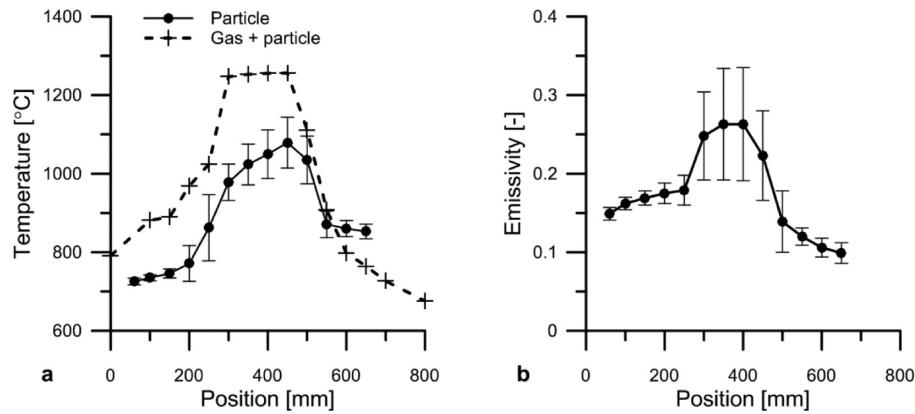 Particle
Gas + particle
1400
1200
1000
800
600
Temperature [°C]
0 200 400 600 800
Position [mm]
a
0.4
0.3
0.2
0.1
0
Emissivity [-]
0 200 400 600 800
Position [mm]
b